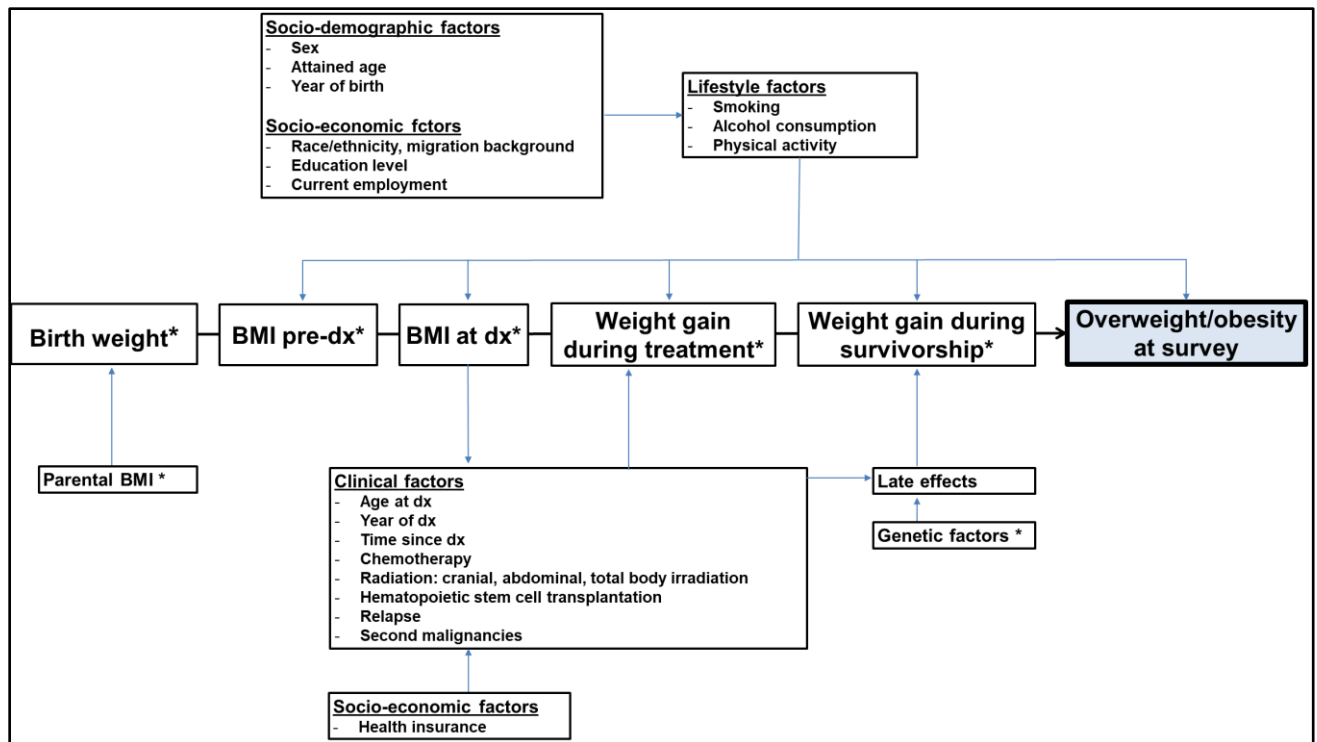 Socio-demographic factors
- Sex
- Attained age
- Year of birth
Socio-economic fctors
- Race/ethnicity, migration background
- Education level
- Current employment
Lifestyle factors
- Smoking
- Alcohol consumption
- Physical activity
Birth weight*
BMI pre-dx*
BMI at dx*
Weight gain
during treatment*
Weight gain during
survivorship*
Overweight/obesity
at survey
Parental BMI *
Clinical factors
- Age at dx
- Year of dx
- Time since dx
- Chemotherapy
- Radiation: cranial, abdominal, total body irradiation
- Hematopoietic stem cell transplantation
- Relapse
- Second malignancies
Late effects
Genetic factors *
Socio-economic factors
- Health insurance